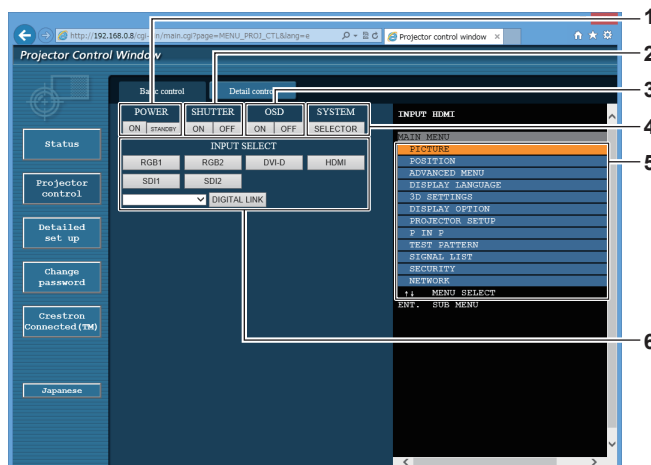 http://192.168.0.8/cgi-bin/main.cgi?page=MENU_PROJ_CTL&lang=e
Projector control window
Projector Control Window
Basic control Detail control
POWER SHUTTER OSD SYSTEM
ON STANDBY ON OFF ON OFF SELECTOR
INPUT SELECT
RGB1 RGB2 DVI-D HDMI
SDI1 SDI2
DIGITAL LINK
Status
Projector
control
Detailed
set up
Change
password
Crestron
Connected(TM)
Japanese
INPUT HDMI
MAIN MENU
PICTURE
POSITION
ADVANCED MENU
DISPLAY LANGUAGE
3D SETTINGS
DISPLAY OPTION
PROJECTOR SETUP
P IN P
TEST PATTERN
SIGNAL LIST
SECURITY
NETWORK
↑↓ MENU SELECT
ENT. SUB MENU
1
2
3
4
5
6